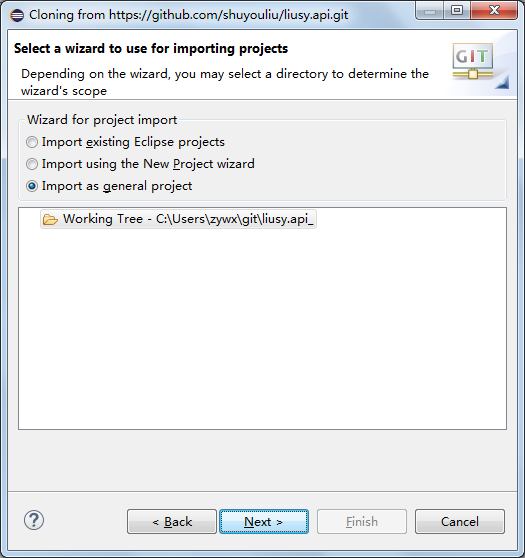 Cloning from https://github.com/shuyouliu/liusy.api.git
Select a wizard to use for importing projects
Depending on the wizard, you may select a directory to determine the
wizard's scope
GIT
Wizard for project import
Import existing Eclipse projects
Import using the New Project wizard
Import as general project
Working Tree - C:\Users\zywx\git\liusy.api_
?
< Back
Next >
Finish
Cancel